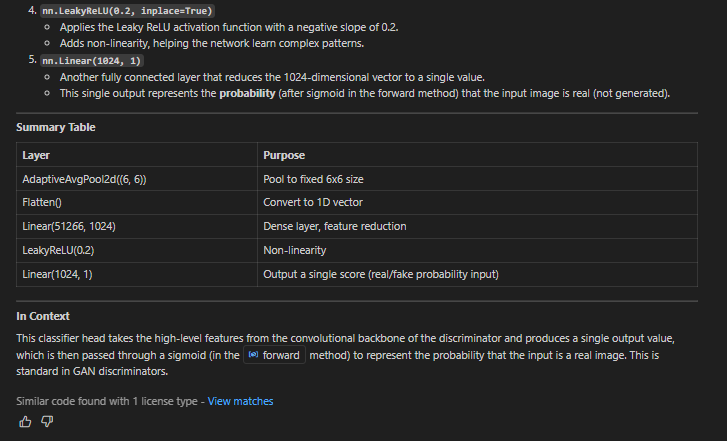 4. nn.LeakyReLU(0.2, inplace=True)
Applies the Leaky ReLU activation function with a negative slope of 0.2.
Adds non-linearity, helping the network learn complex patterns.
5. nn.Linear(1024, 1)
Another fully connected layer that reduces the 1024-dimensional vector to a single value.
This single output represents the probability (after sigmoid in the forward method) that the input image is real (not generated).
Summary Table
Layer Purpose
AdaptiveAvgPool2d((6, 6)) Pool to fixed 6x6 size
Flatten() Convert to 1D vector
Linear(51266, 1024) Dense layer, feature reduction
LeakyReLU(0.2) Non-linearity
Linear(1024, 1) Output a single score (real/fake probability input)
In Context
This classifier head takes the high-level features from the convolutional backbone of the discriminator and produces a single output value,
which is then passed through a sigmoid (in the forward method) to represent the probability that the input is a real image. This is
standard in GAN discriminators.
Similar code found with 1 license type - View matches